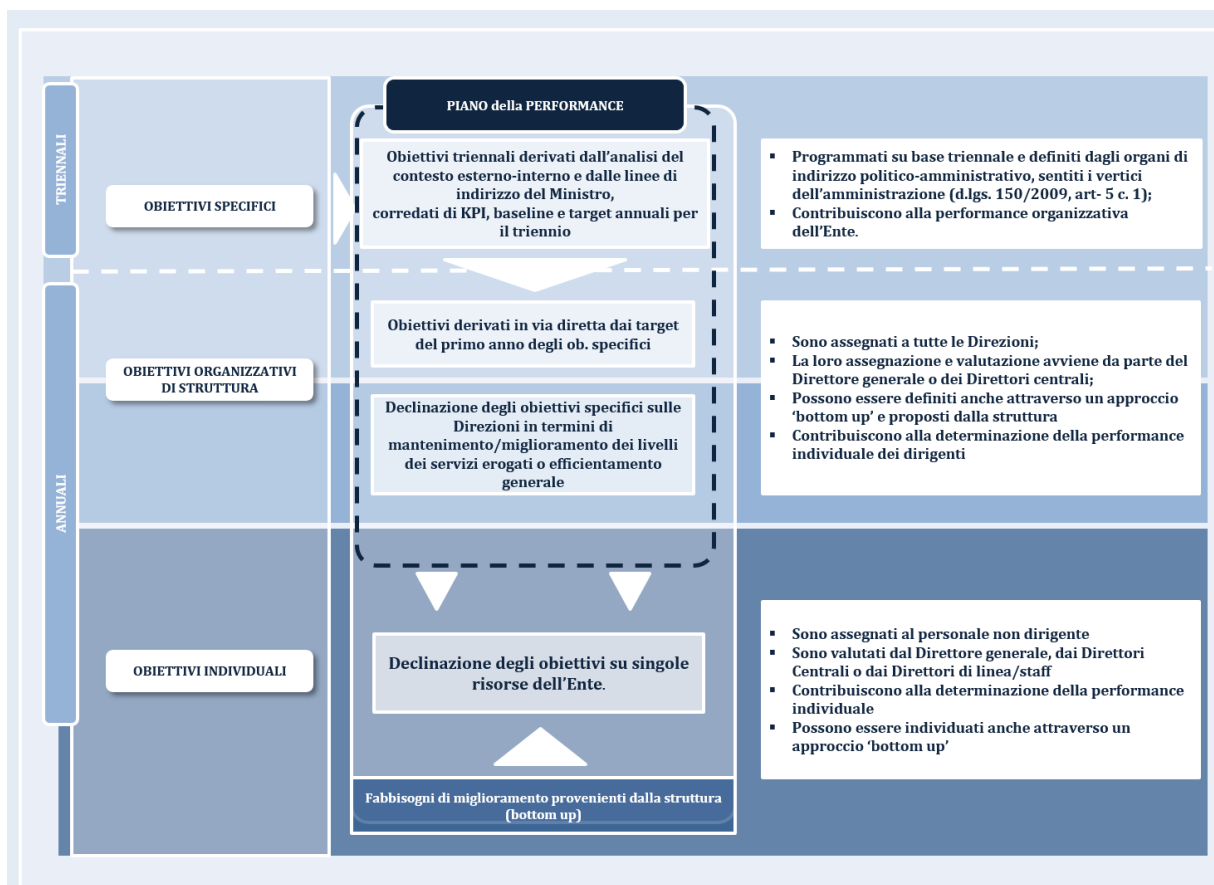 PIANO della PERFORMANCE
TRIENNALI
OBIETTIVI SPECIFICI
Obiettivi triennali derivati dall'analisi del
contesto esterno-interno e dalle linee di
indirizzo del Ministro,
corredati di KPI, baseline e target annuali per
il triennio
▪ Programmati su base triennale e definiti dagli organi di
indirizzo politico-amministrativo, sentiti i vertici
dell'amministrazione (d.lgs. 150/2009, art- 5 c. 1);
▪ Contribuiscono alla performance organizzativa
dell'Ente.
ANNUALI
OBIETTIVI ORGANIZZATIVI
DI STRUTTURA
Obiettivi derivati in via diretta dai target
del primo anno degli ob. specifici
Declinazione degli obiettivi specifici sulle
Direzioni in termini di
mantenimento/miglioramento dei livelli
dei servizi erogati o efficientamento
generale
▪ Sono assegnati a tutte le Direzioni;
▪ La loro assegnazione e valutazione avviene da parte del
Direttore generale o dei Direttori centrali;
▪ Possono essere definiti anche attraverso un approccio
'bottom up' e proposti dalla struttura
▪ Contribuiscono alla determinazione della performance
individuale dei dirigenti
OBIETTIVI INDIVIDUALI
Declinazione degli obiettivi su singole
risorse dell'Ente.
▪ Sono assegnati al personale non dirigente
▪ Sono valutati dal Direttore generale, dai Direttori
Centrali o dai Direttori di linea/staff
▪ Contribuiscono alla determinazione della performance
individuale
▪ Possono essere individuati anche attraverso un
approccio 'bottom up'
Fabbisogni di miglioramento provenienti dalla struttura
(bottom up)